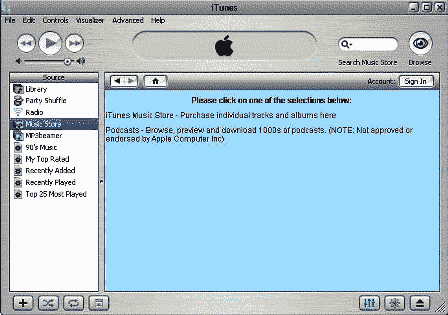 iTunes
File Edit Controls Visualizer Advanced Help
Search Music Store Browse
Source
Account: Sign In
Library
Party Shuffle
Radio
Music Store
MP3beamer
90's Music
My Top Rated
Recently Added
Recently Played
Top 25 Most Played
Please click on one of the selections below:
iTunes Music Store - Purchase individual tracks and albums here
Podcasts - Browse, preview and download 1000s of podcasts. (NOTE: Not approved or
endorsed by Apple Computer Inc)